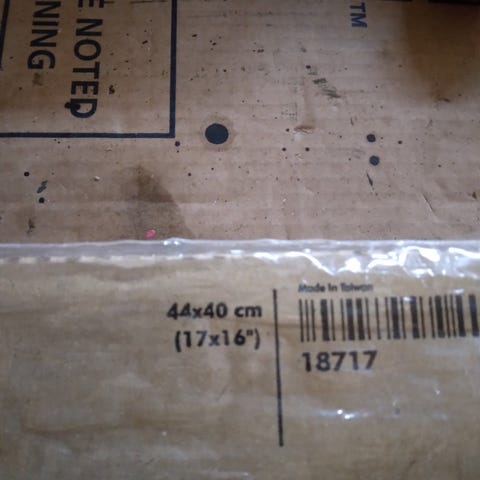 E NOTED
NING
TM
Made In Taiwan
44x40 cm
(17x16")
18717